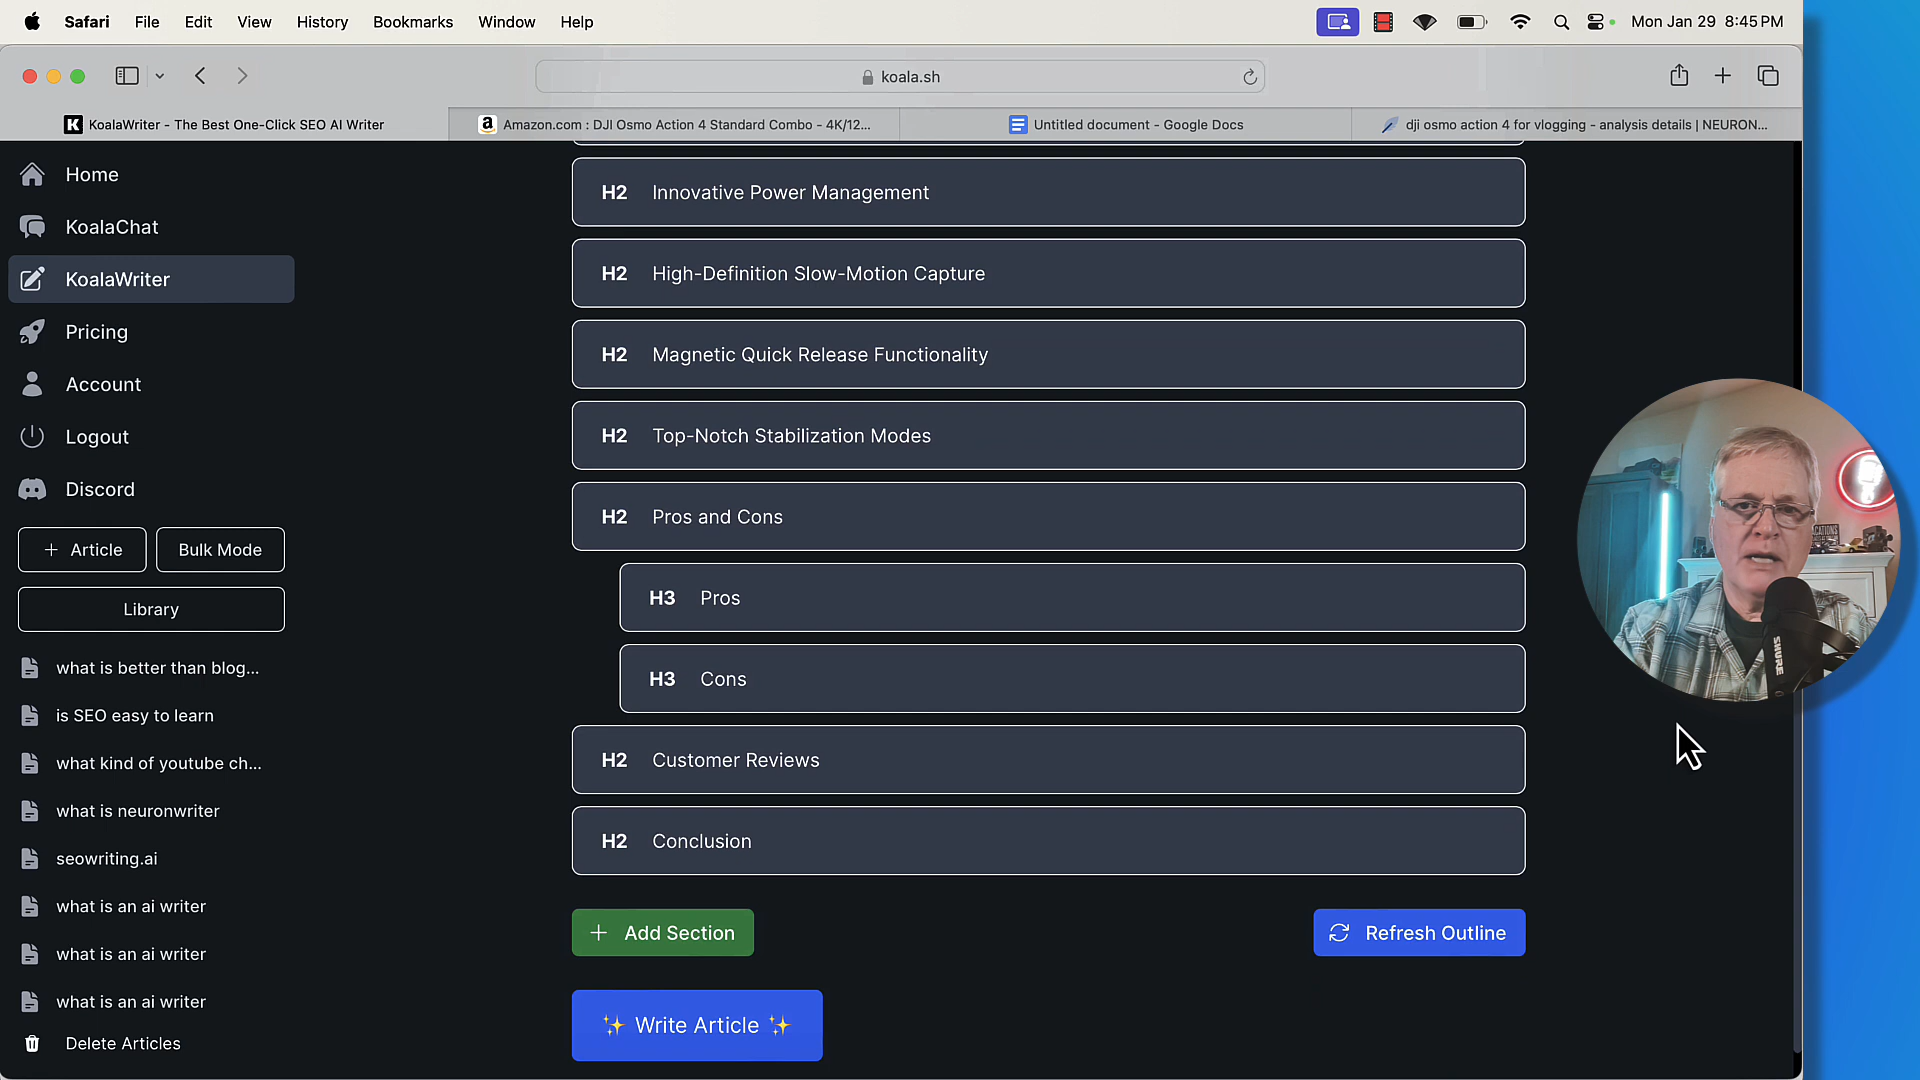 Safari File Edit View History Bookmarks Window Help Mon Jan 29 8:45 PM
koala.sh
KoalaWriter - The Best One-Click SEO AI Writer
Amazon.com : DJI Osmo Action 4 Standard Combo - 4K/12...
Untitled document - Google Docs
dji osmo action 4 for vlogging - analysis details | NEURON...
Home
KoalaChat
KoalaWriter
Pricing
Account
Logout
Discord
+ Article
Bulk Mode
Library
what is better than blog...
is SEO easy to learn
what kind of youtube ch...
what is neuronwriter
seowriting.ai
what is an ai writer
what is an ai writer
what is an ai writer
Delete Articles
H2 Innovative Power Management
H2 High-Definition Slow-Motion Capture
H2 Magnetic Quick Release Functionality
H2 Top-Notch Stabilization Modes
H2 Pros and Cons
H3 Pros
H3 Cons
H2 Customer Reviews
H2 Conclusion
+ Add Section
Refresh Outline
✨ Write Article ✨
SHURE